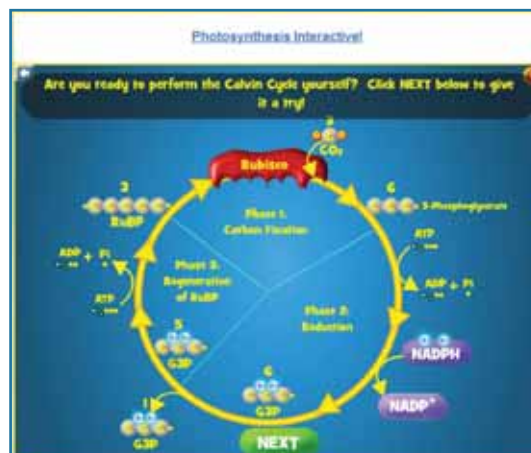 Photosynthesis Interactive!
Are you ready to perform the Calvin Cycle yourself? Click NEXT below to give
it a try!
3
CO₂
Rubisco
3
RuBP
6
3-Phosphoglycerate
Phase 1:
Carbon Fixation
ATP
ADP + Pi
ADP + Pi
ATP
Phase 3:
Regeneration
of RuBP
Phase 2:
Reduction
NADPH
NADP⁺
5
G3P
6
G3P
1
G3P
NEXT